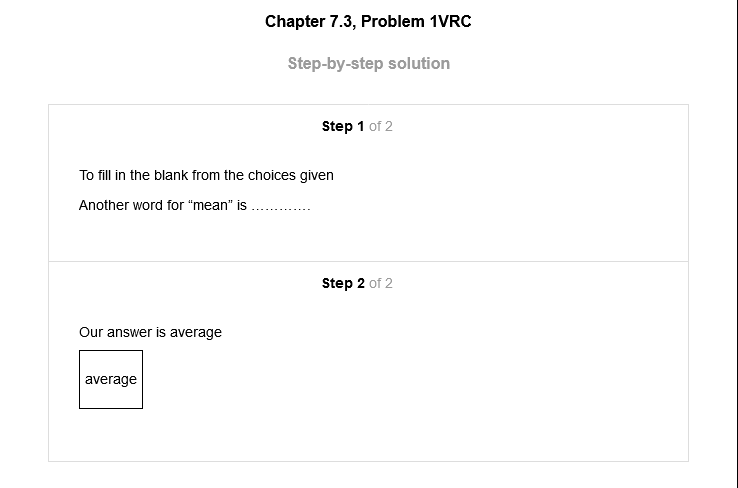 Chapter 7.3, Problem 1VRC
Step-by-step solution
Step 1 of 2
To fill in the blank from the choices given
Another word for “mean” is ………….
Step 2 of 2
Our answer is average
average